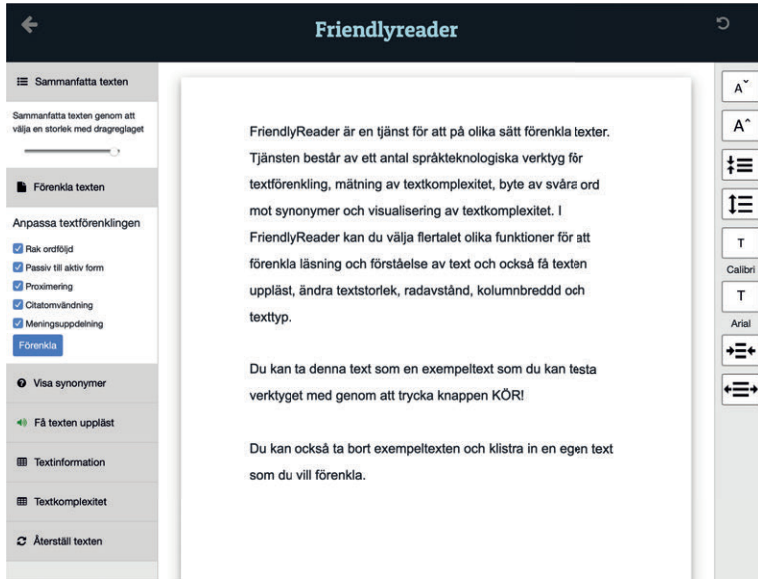 Friendlyreader
Sammanfatta texten
Sammanfatta texten genom att
välja en storlek med dragreglaget
Förenkla texten
Anpassa textförenklingen
Rak ordföljd
Passiv till aktiv form
Proximering
Citatomvändning
Meningsuppdelning
Förenkla
Visa synonymer
Få texten uppläst
Textinformation
Textkomplexitet
Återställ texten
FriendlyReader är en tjänst för att på olika sätt förenkla texter.
Tjänsten består av ett antal språkteknologiska verktyg för
textförenkling, mätning av textkomplexitet, byte av svåra ord
mot synonymer och visualisering av textkomplexitet. I
FriendlyReader kan du välja flertalet olika funktioner för att
förenkla läsning och förståelse av text och också få texten
uppläst, ändra textstorlek, radavstånd, kolumnbreddd och
texttyp.
Du kan ta denna text som en exempeltext som du kan testa
verktyget med genom att trycka knappen KÖR!
Du kan också ta bort exempeltexten och klistra in en egen text
som du vill förenkla.
A
A
T
Calibri
T
Arial